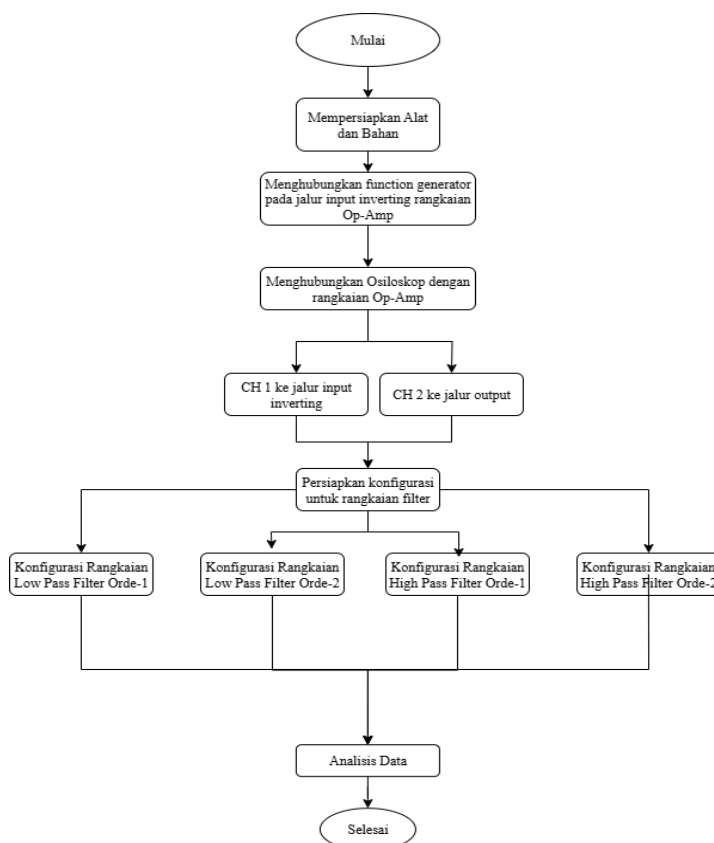 Mulai
Mempersiapkan Alat
dan Bahan
Menghubungkan function generator
pada jalur input inverting rangkaian
Op-Amp
Menghubungkan Osiloskop dengan
rangkaian Op-Amp
CH 1 ke jalur input
inverting
CH 2 ke jalur output
Persiapkan konfigurasi
untuk rangkaian filter
Konfigurasi Rangkaian
Low Pass Filter Orde-1
Konfigurasi Rangkaian
Low Pass Filter Orde-2
Konfigurasi Rangkaian
High Pass Filter Orde-1
Konfigurasi Rangkaian
High Pass Filter Orde-2
Analisis Data
Selesai